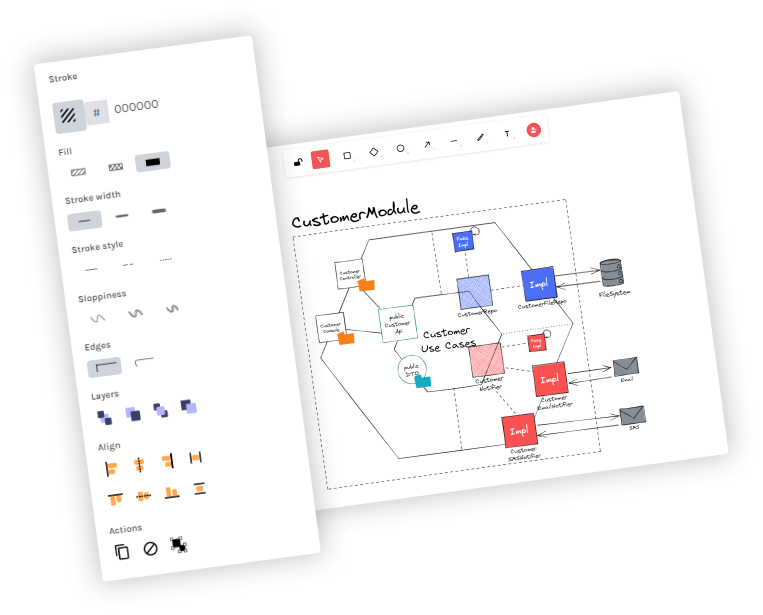 Stroke
# 000000
Fill
Stroke width
Stroke style
Sloppiness
Edges
Layers
Align
Actions
T
CustomerModule
Fake
Impl
Customer
Controller
Impl
FileSystem
CustomerRepo
CustomerFileRepo
Customer
Console
public
Customer
Api
Customer
Use Cases
Fake
Impl
public
DTO
Customer
Notifier
Impl
Customer
EmailNotifier
Email
Impl
Customer
SMSNotifier
SMS